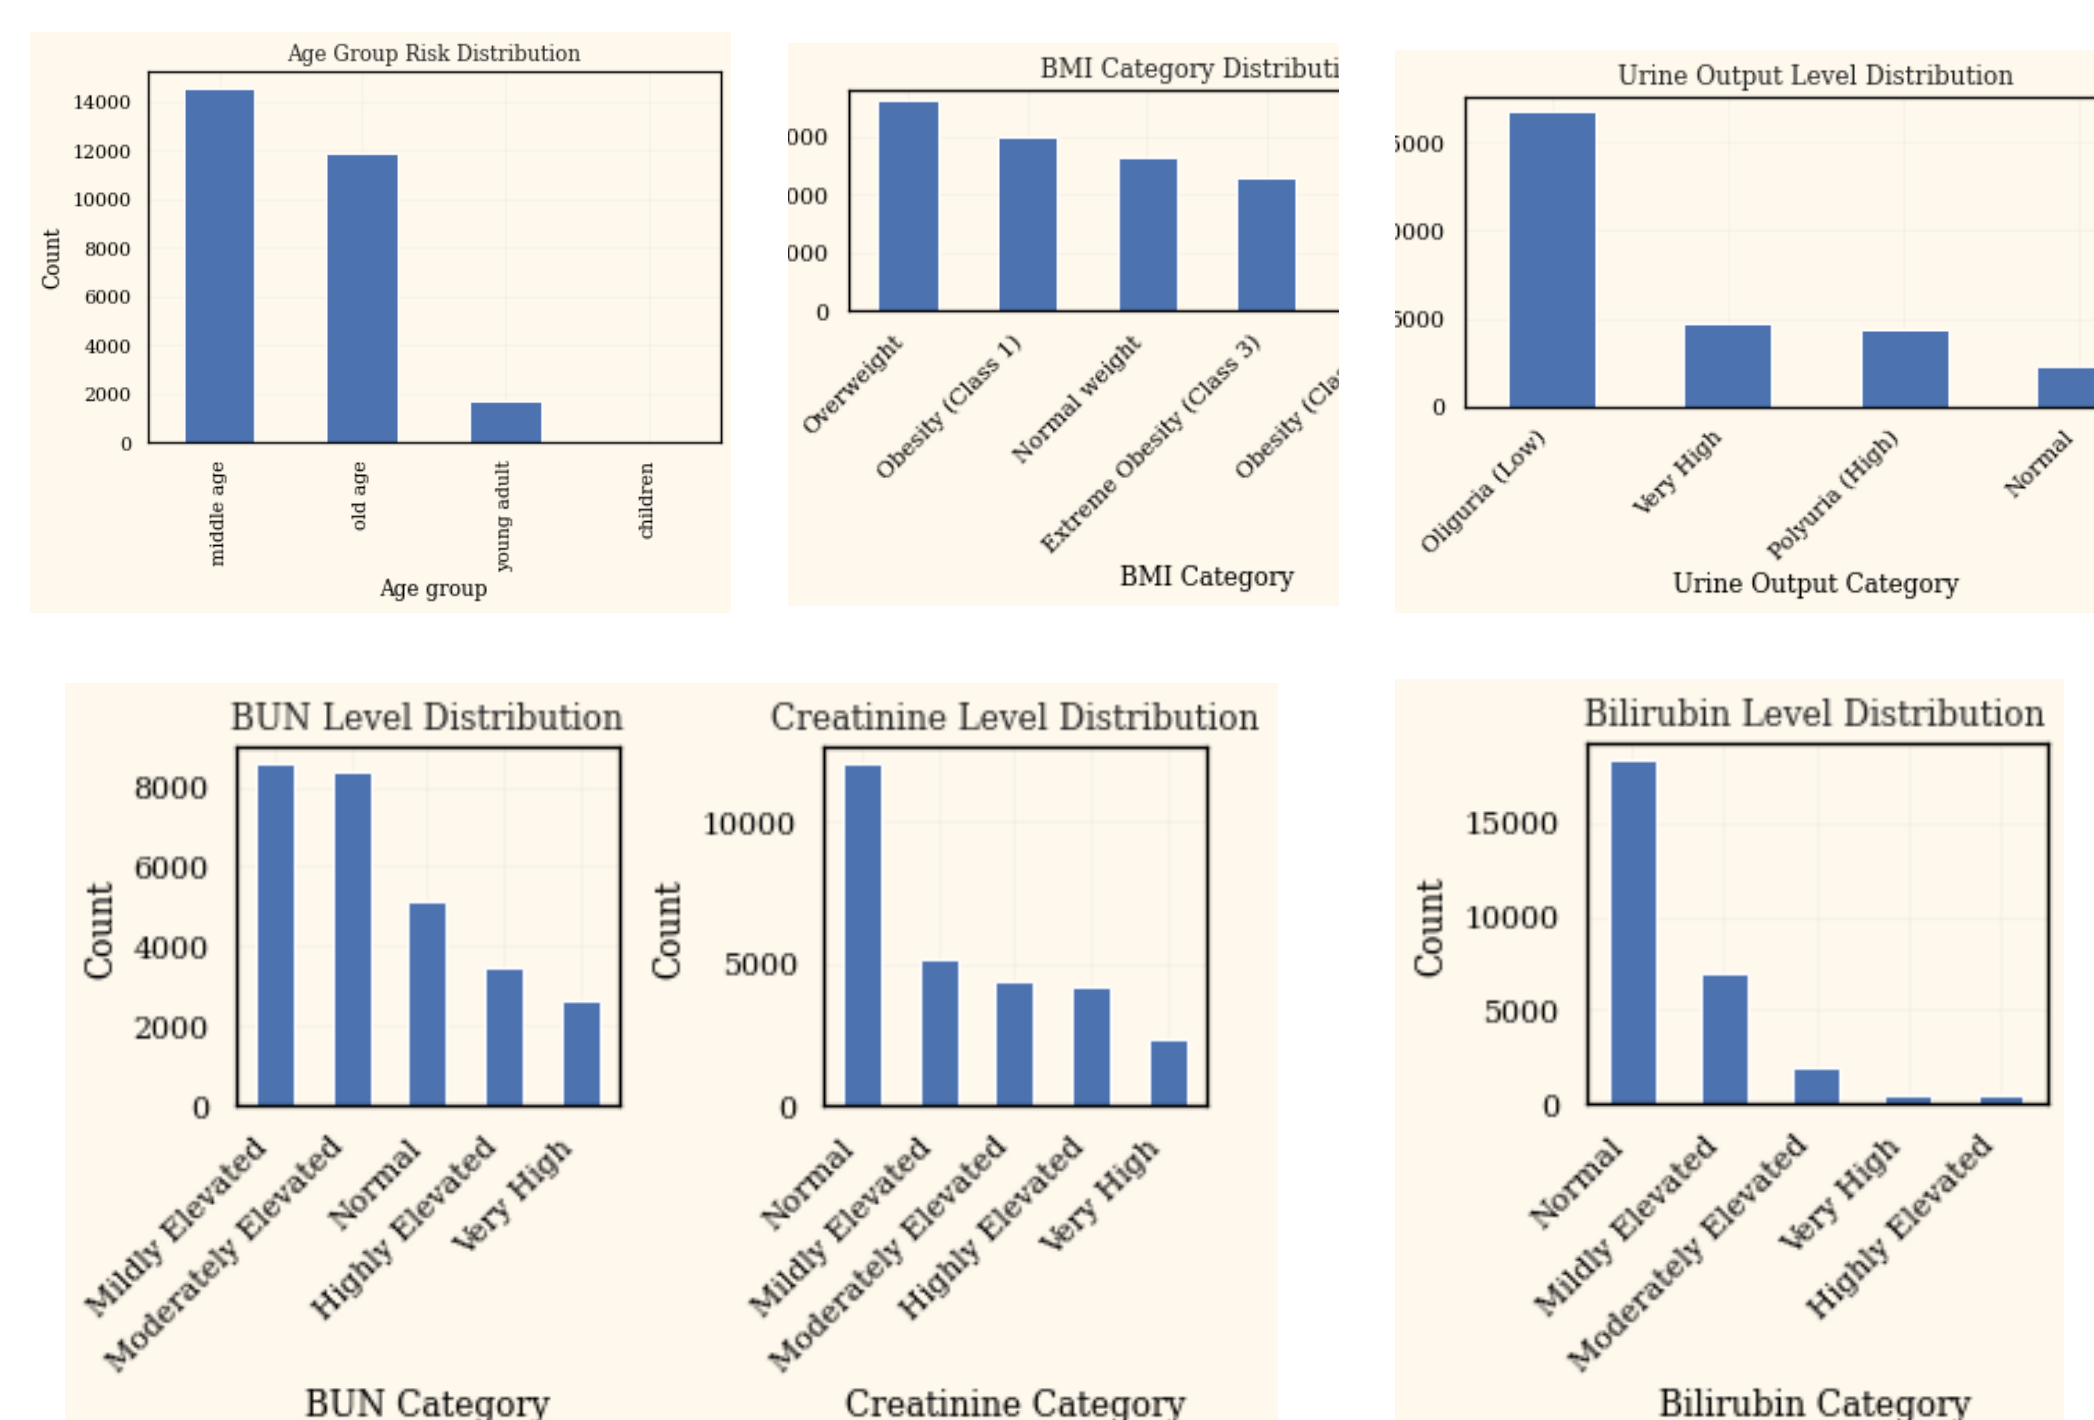 Age Group Risk Distribution
14000
12000
10000
8000
6000
4000
2000
0
Count
middle age
old age
young adult
children
Age group
BMI Category Distributi
000
000
000
0
Overweight
Obesity (Class 1)
Normal weight
Extreme Obesity (Class 3)
Obesity (Cla
BMI Category
Urine Output Level Distribution
5000
0000
5000
0
Oliguria (Low)
Very High
Polyuria (High)
Normal
Urine Output Category
BUN Level Distribution
8000
6000
4000
2000
0
Count
Mildly Elevated
Moderately Elevated
Normal
Highly Elevated
Very High
BUN Category
Creatinine Level Distribution
10000
5000
0
Count
Normal
Mildly Elevated
Moderately Elevated
Highly Elevated
Very High
Creatinine Category
Bilirubin Level Distribution
15000
10000
5000
0
Count
Normal
Mildly Elevated
Moderately Elevated
Very High
Highly Elevated
Bilirubin Category